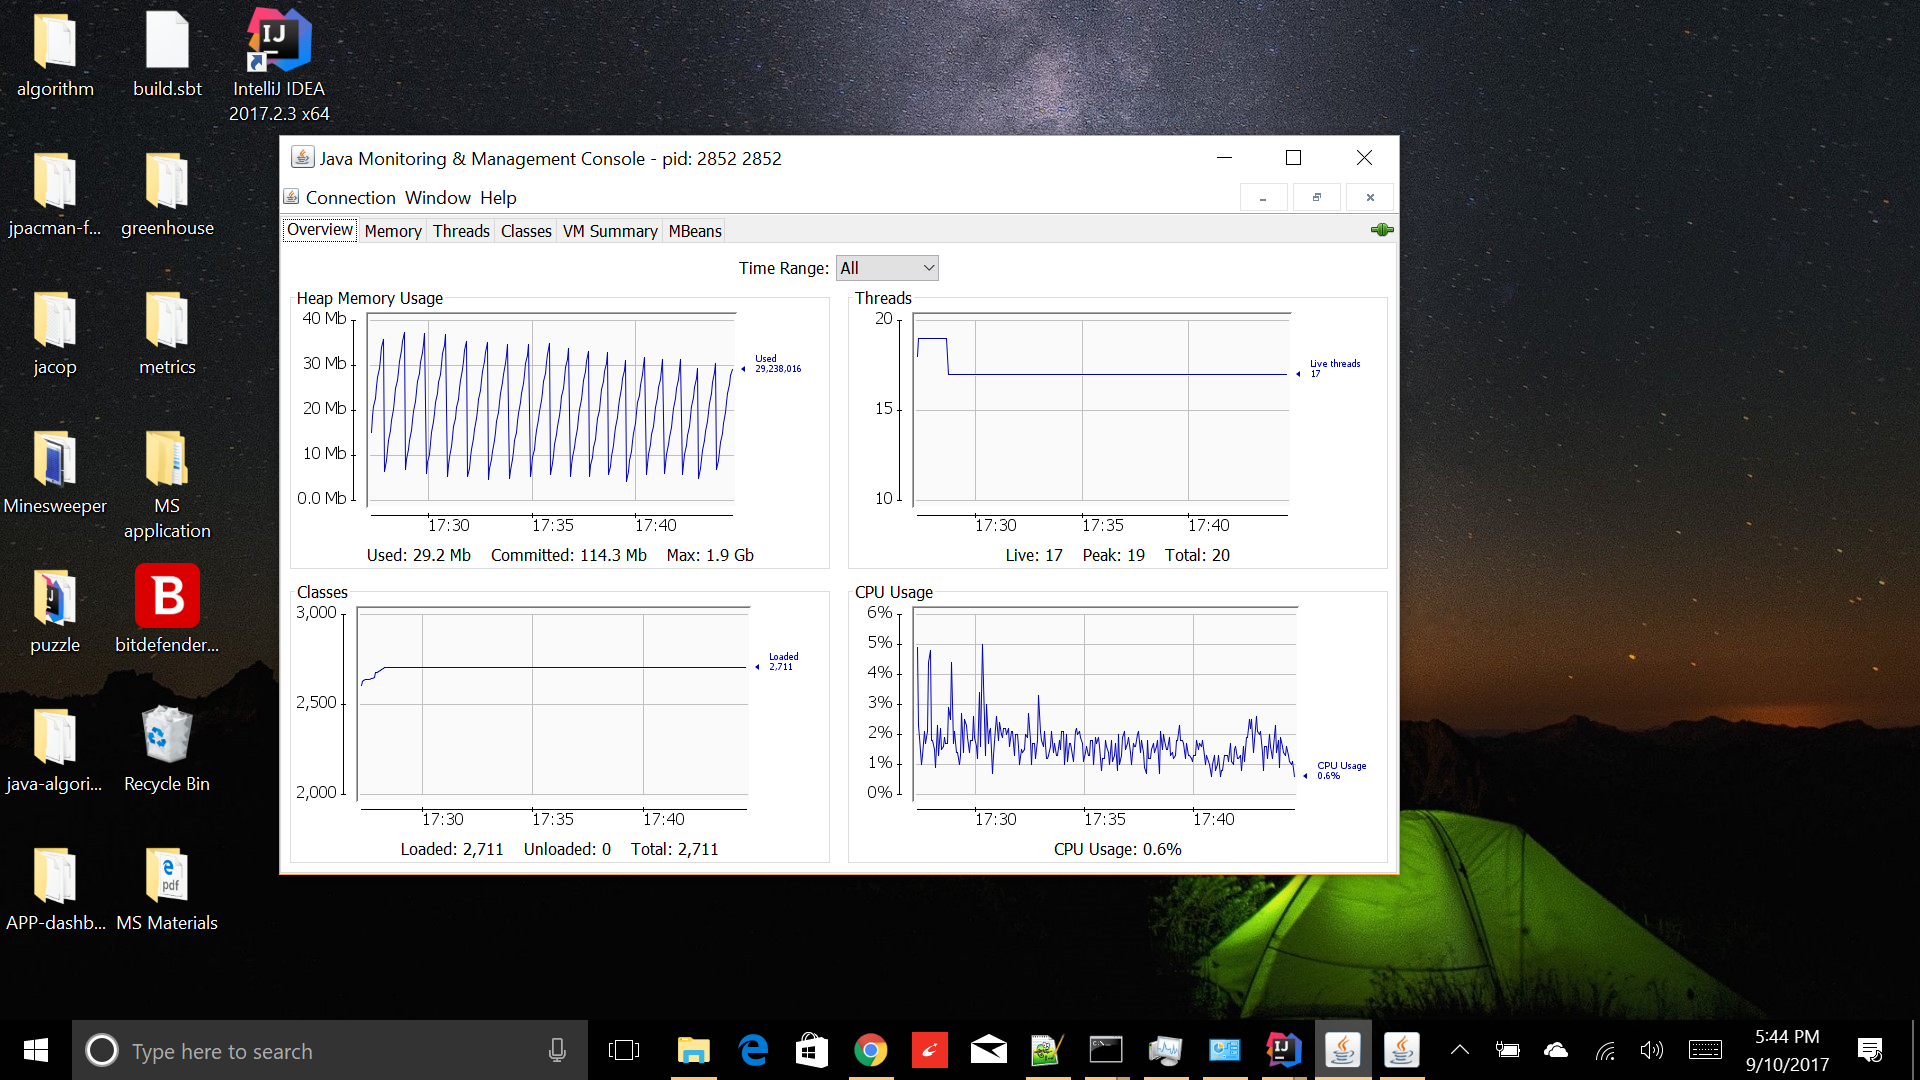 algorithm
build.sbt
IJ
IntelliJ IDEA
2017.2.3 x64
jpacman-f...
greenhouse
jacop
metrics
Minesweeper
MS
application
puzzle
B
bitdefender...
java-algori...
Recycle Bin
APP-dashb...
pdf
MS Materials
Java Monitoring & Management Console - pid: 2852 2852
Connection Window Help
Overview Memory Threads Classes VM Summary MBeans
Time Range: All
Heap Memory Usage
40 Mb
30 Mb
20 Mb
10 Mb
0.0 Mb
17:30 17:35 17:40
Used
29,238,016
Used: 29.2 Mb Committed: 114.3 Mb Max: 1.9 Gb
Threads
20
15
10
17:30 17:35 17:40
Live threads
17
Live: 17 Peak: 19 Total: 20
Classes
3,000
2,500
2,000
17:30 17:35 17:40
Loaded
2,711
Loaded: 2,711 Unloaded: 0 Total: 2,711
CPU Usage
6%
5%
4%
3%
2%
1%
0%
17:30 17:35 17:40
CPU Usage
0.6%
CPU Usage: 0.6%
Type here to search
IJ
5:44 PM
9/10/2017